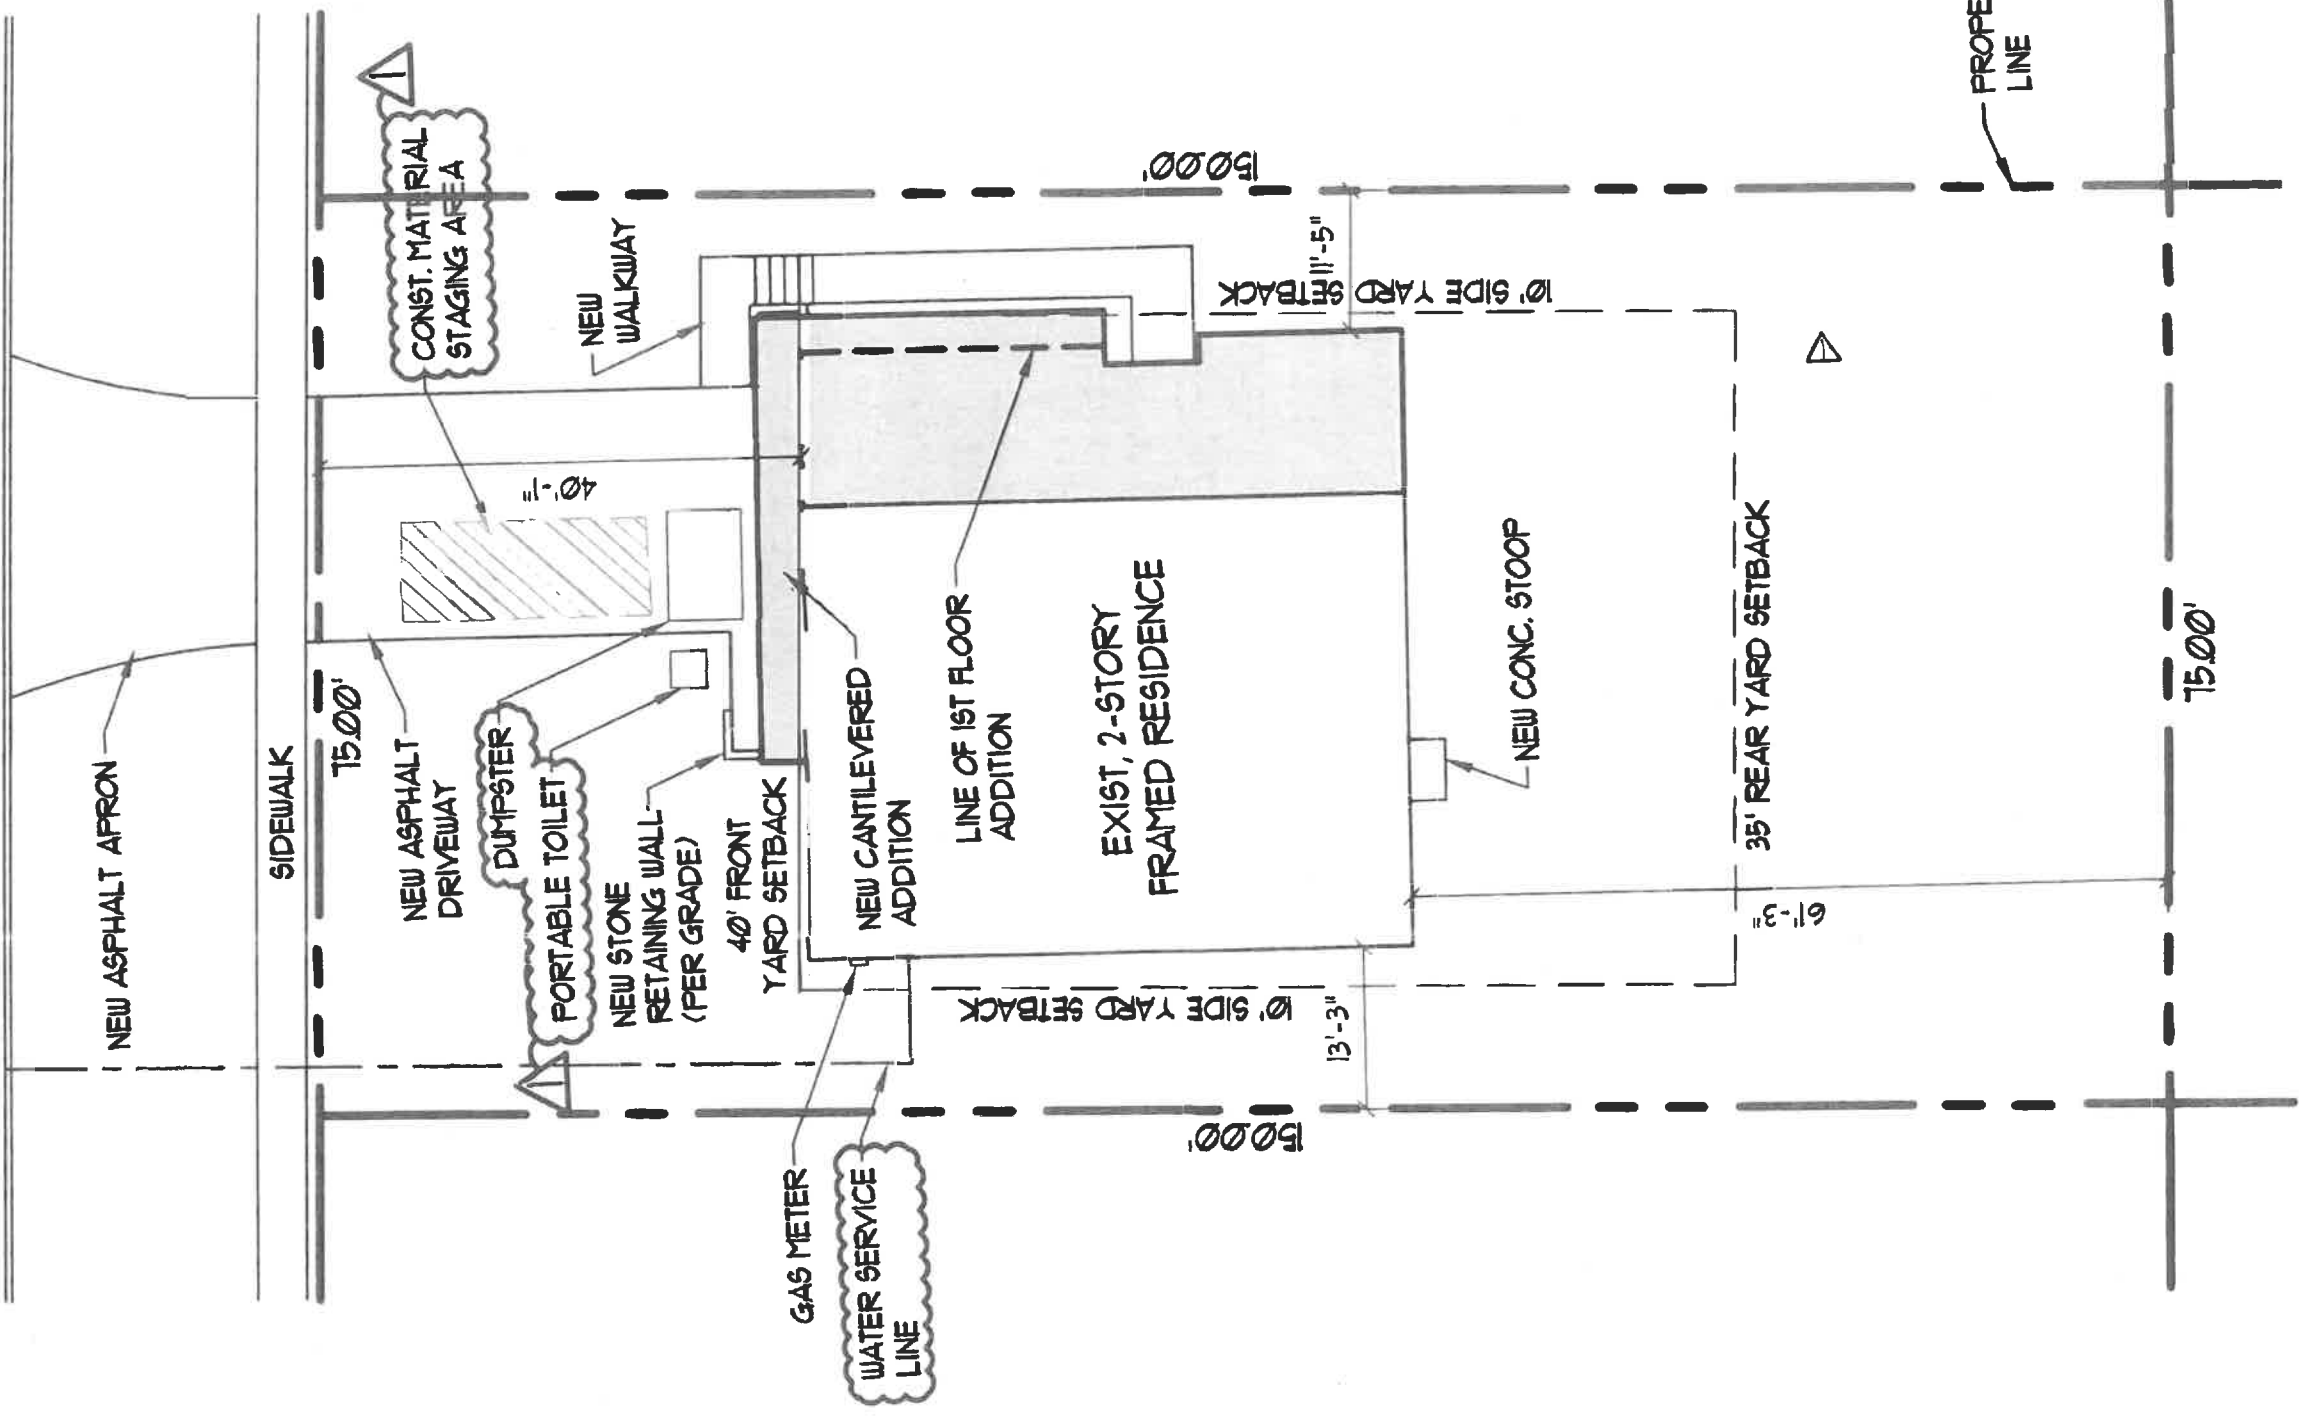 CONST. MATERIAL
STAGING AREA
1
NEW
WALKWAY
150.00'
PROPE
LINE
11'-5"
10' SIDE YARD SETBACK
40'-1"
NEW ASPHALT APRON
SIDEWALK
75.00'
NEW ASPHALT
DRIVEWAY
DUMPSTER
PORTABLE TOILET
1
NEW STONE
RETAINING WALL
(PER GRADE)
40' FRONT
YARD SETBACK
NEW CANTILEVERED
ADDITION
LINE OF 1ST FLOOR
ADDITION
EXIST, 2-STORY
FRAMED RESIDENCE
NEW CONC. STOOP
35' REAR YARD SETBACK
1
75.00'
61'-3"
10' SIDE YARD SETBACK
13'-3"
150.00'
GAS METER
WATER SERVICE
LINE